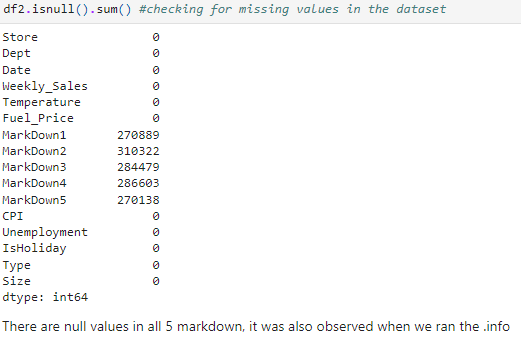 df2.isnull().sum() #checking for missing values in the dataset
Store 0
Dept 0
Date 0
Weekly_Sales 0
Temperature 0
Fuel_Price 0
MarkDown1 270889
MarkDown2 310322
MarkDown3 284479
MarkDown4 286603
MarkDown5 270138
CPI 0
Unemployment 0
IsHoliday 0
Type 0
Size 0
dtype: int64
There are null values in all 5 markdown, it was also observed when we ran the .info